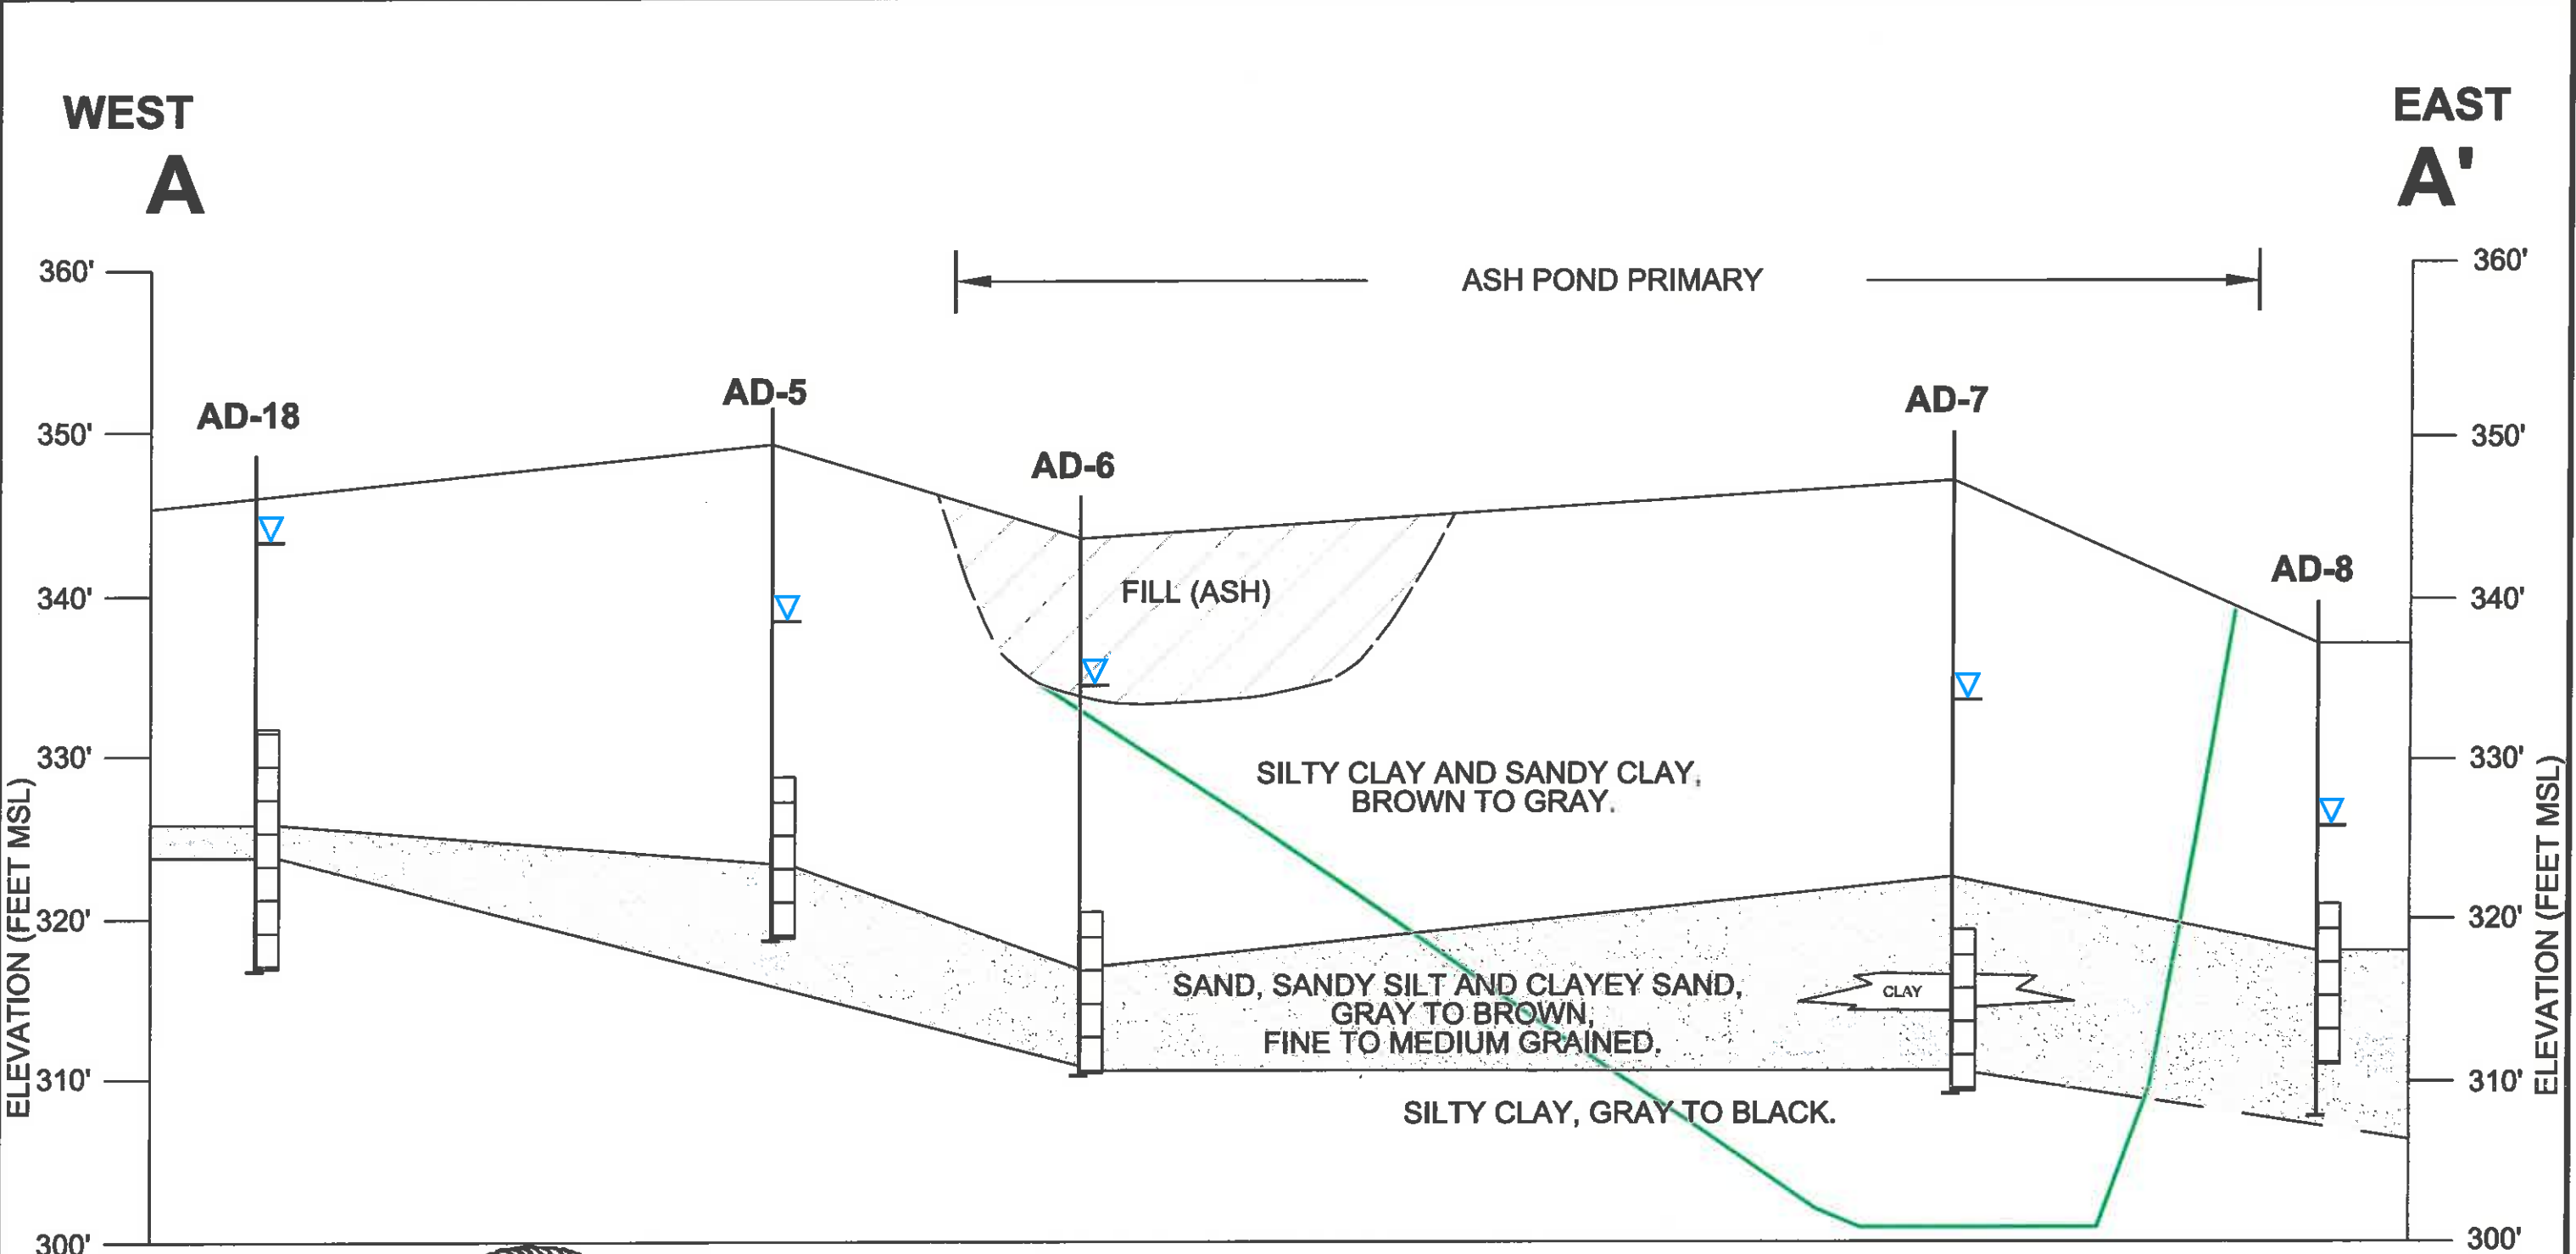 WEST
EAST
A
A'
360'
ASH POND PRIMARY
360'
AD-5
AD-7
AD-18
350'
350'
AD-6
AD-8
340'
FILL (ASH)
340'
330'
SILTY CLAY AND SANDY CLAY,
BROWN TO GRAY.
330'
ELEVATION (FEET MSL)
ELEVATION (FEET MSL)
320'
320'
SAND, SANDY SILT AND CLAYEY SAND,
GRAY TO BROWN,
FINE TO MEDIUM GRAINED.
CLAY
310'
310'
SILTY CLAY, GRAY TO BLACK.
300'
300'